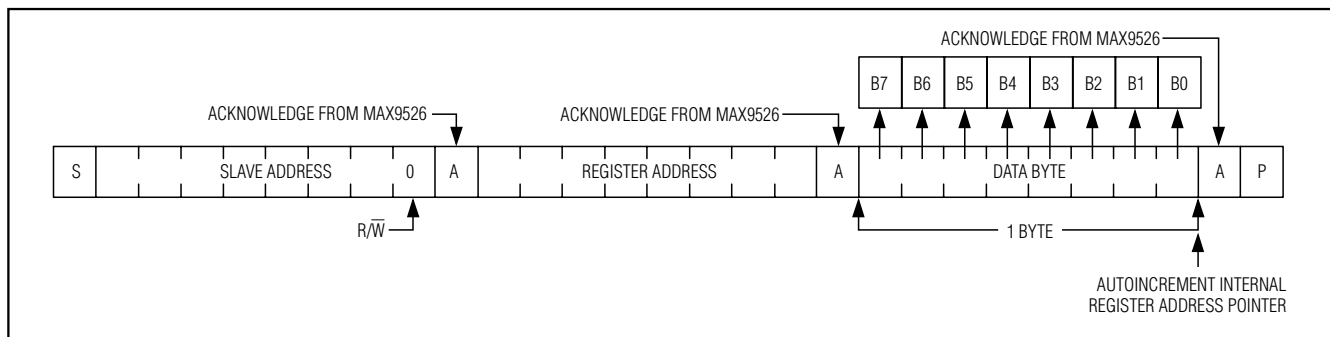 ACKNOWLEDGE FROM MAX9526
B7 B6 B5 B4 B3 B2 B1 B0
ACKNOWLEDGE FROM MAX9526 ACKNOWLEDGE FROM MAX9526
S SLAVE ADDRESS 0 A REGISTER ADDRESS A DATA BYTE A P
R/W̅ 1 BYTE
AUTOINCREMENT INTERNAL
REGISTER ADDRESS POINTER